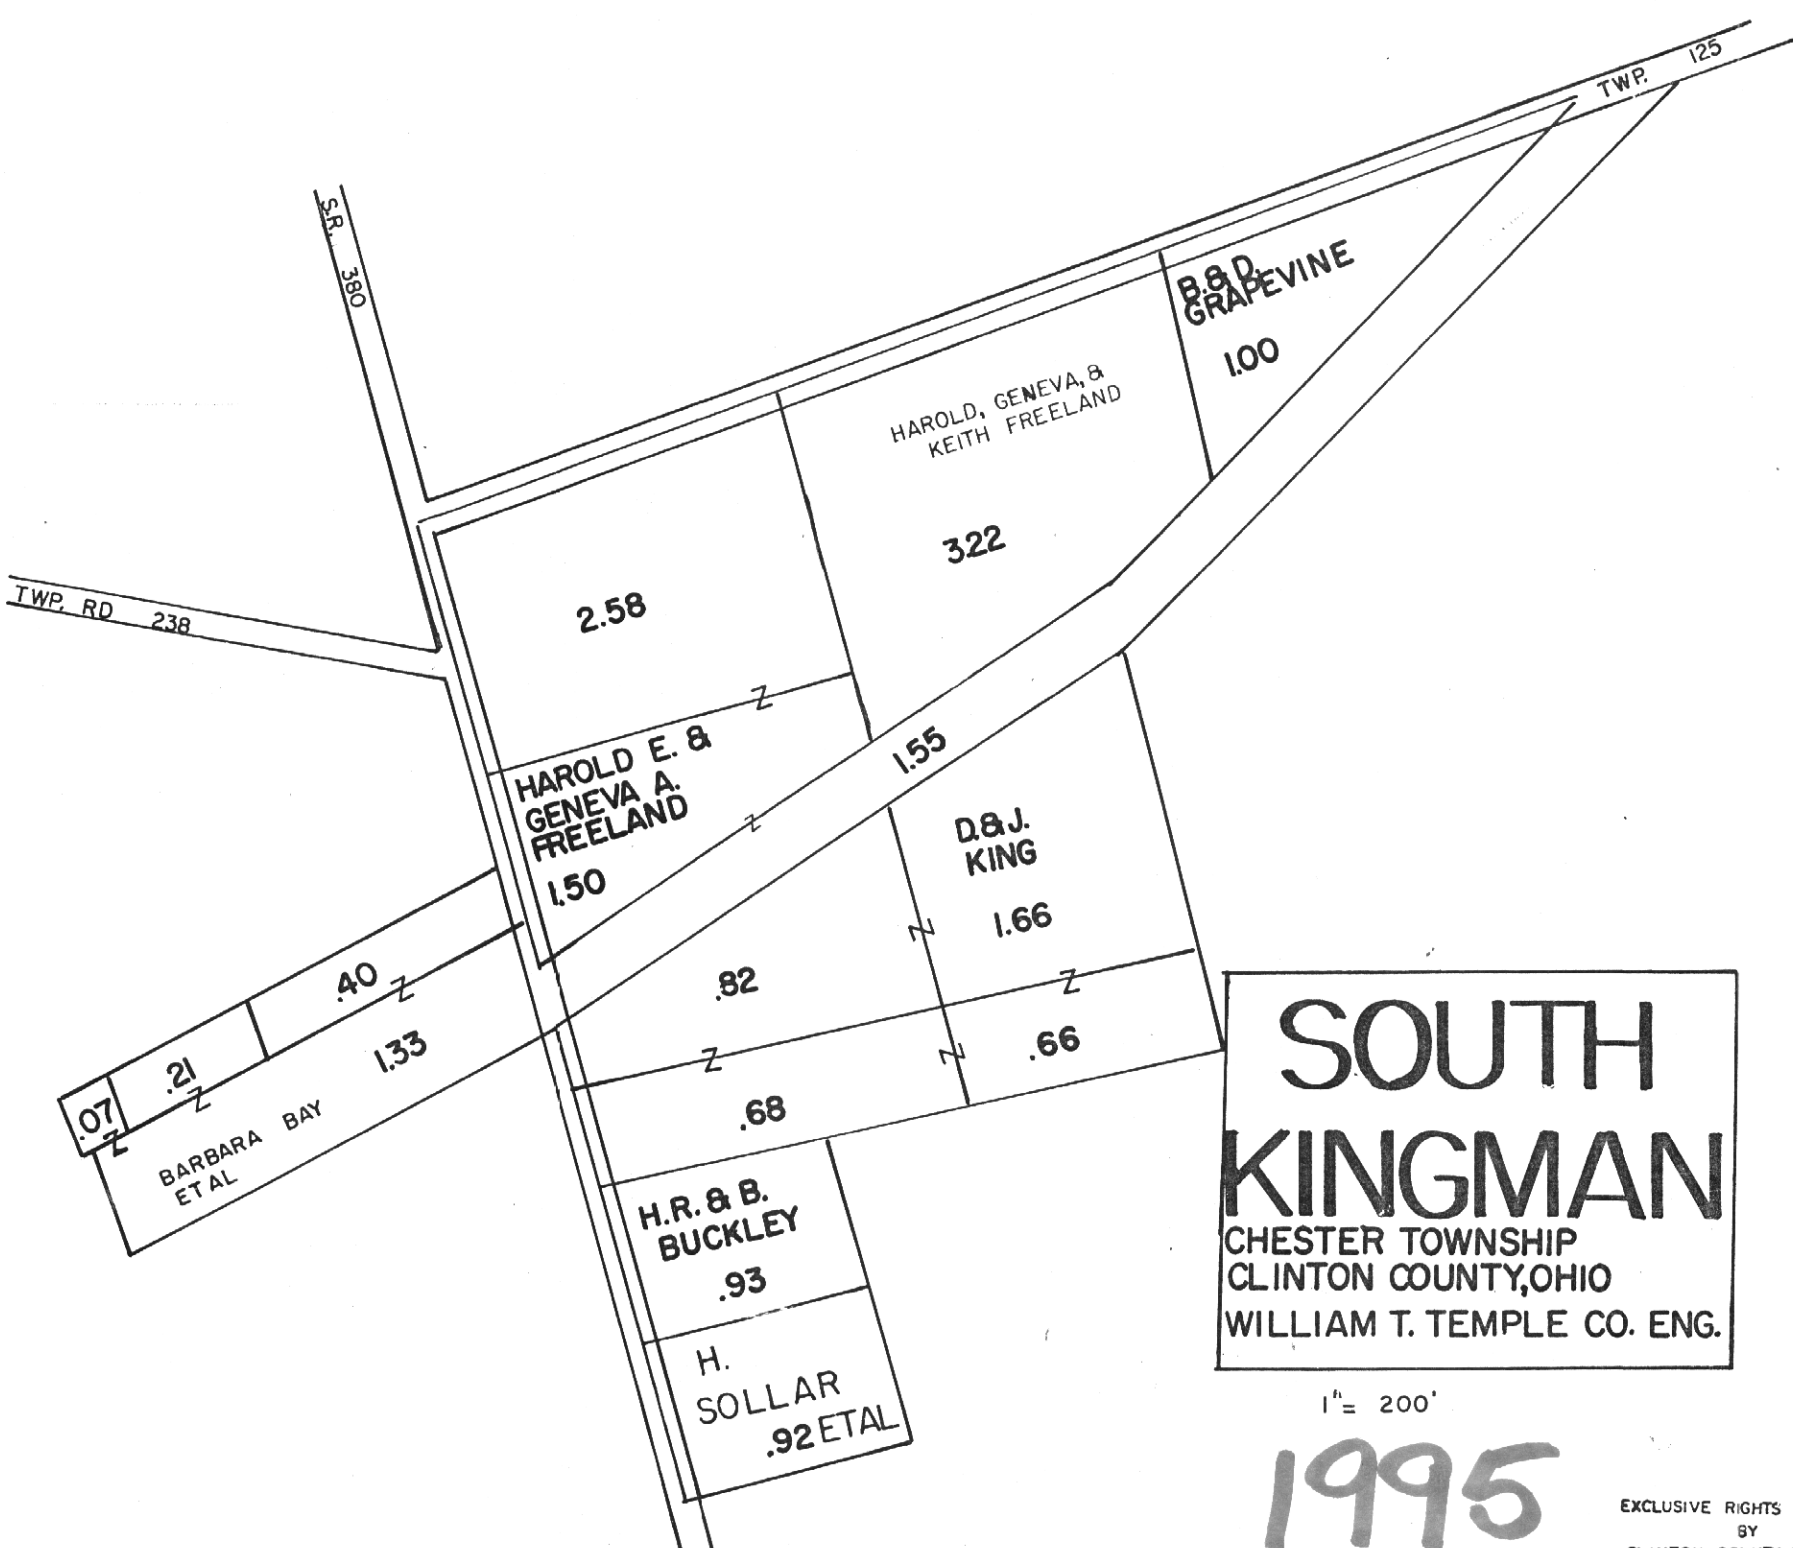 TWP. 125
S.R. 380
B.&D.
GRAPEVINE
1.00
HAROLD, GENEVA, &
KEITH FREELAND
3.22
2.58
TWP. RD 238
Z
HAROLD E. &
GENEVA A.
FREELAND
1.50
Z
1.55
D.&J.
KING
1.66
Z
.82
Z
.40
Z
1.33
.21
Z
.07
Z
BARBARA BAY
ETAL
Z
Z
.66
.68
H.R. & B.
BUCKLEY
.93
H.
SOLLAR
.92 ETAL
SOUTH
KINGMAN
CHESTER TOWNSHIP
CLINTON COUNTY, OHIO
WILLIAM T. TEMPLE CO. ENG.
1"= 200'
1995
EXCLUSIVE RIGHTS
BY